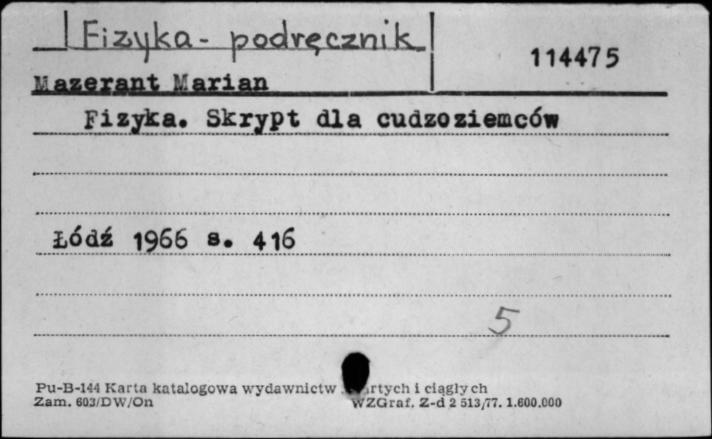 Fizyka - podręcznik
114475
Mazerant Marian
Fizyka. Skrypt dla cudzoziemców
Łódź 1966 s. 416
5
Pu-B-144 Karta katalogowa wydawnictw i ciągłych
Zam. 603/DW/On WZGraf. Z-d 2 513/77. 1.600.000